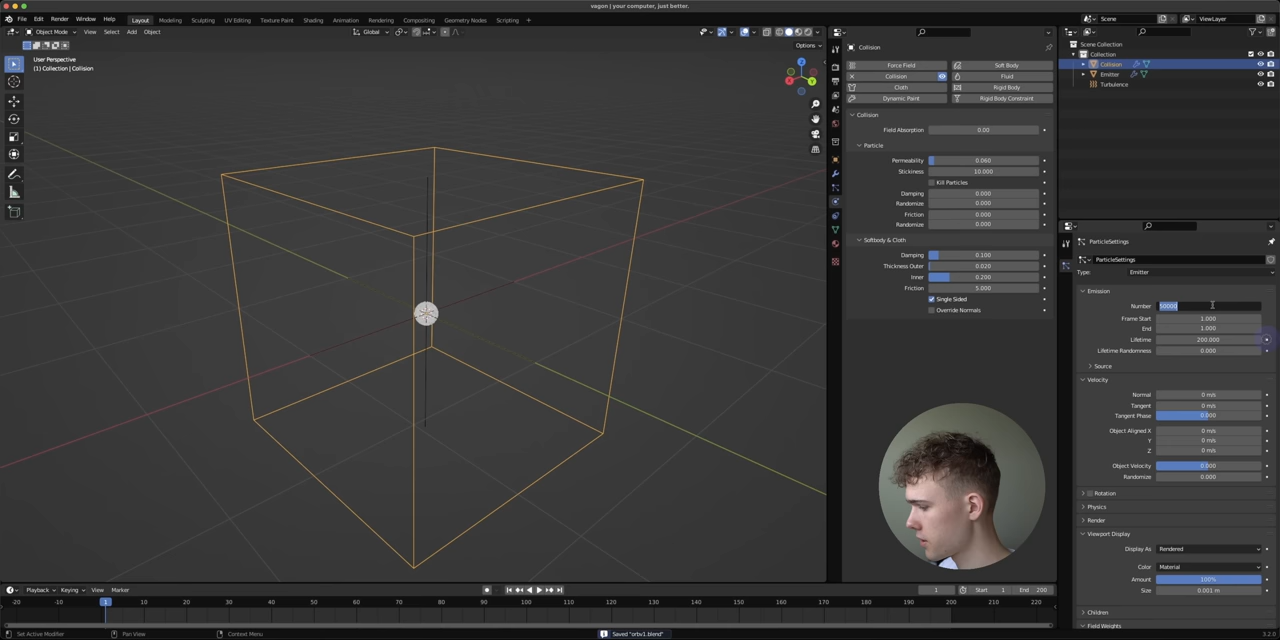 vagon | your computer, just better.
File Edit Render Window Help Layout Modeling Sculpting UV Editing Texture Paint Shading Animation Rendering Compositing Geometry Nodes Scripting + Scene ViewLayer
Object Mode View Select Add Object Global
Options
User Perspective
(1) Collection | Collision
Z
Y
Collision
Force Field Soft Body
Collision Fluid
Cloth Rigid Body
Dynamic Paint Rigid Body Constraint
Collision
Field Absorption 0.00
Particle
Permeability 0.060
Stickiness 10.000
Kill Particles
Damping 0.000
Randomize 0.000
Friction 0.000
Randomize 0.000
Softbody & Cloth
Damping 0.100
Thickness Outer 0.020
Inner 0.200
Friction 5.000
Single Sided
Override Normals
Scene Collection
Collection
Collision
Emitter
Turbulence
ParticleSettings
ParticleSettings
Type: Emitter
Emission
Number 50000
Frame Start 1.000
End 1.000
Lifetime 200.000
Lifetime Randomness 0.000
Source
Velocity
Normal 0 m/s
Tangent 0 m/s
Tangent Phase 0.000
Object Aligned X 0 m/s
Y 0 m/s
Z 0 m/s
Object Velocity 0.000
Randomize 0.000
Rotation
Physics
Render
Viewport Display
Display As Rendered
Color Material
Amount 100%
Size 0.001 m
Children
Field Weights
Playback Keying View Marker 1 Start 1 End 200
-20 -10 1 10 20 30 40 50 60 70 80 90 100 110 120 130 140 150 160 170 180 190 200 210 220
Set Active Modifier Pan View Context Menu Saved "orbv1.blend" 3.2.0